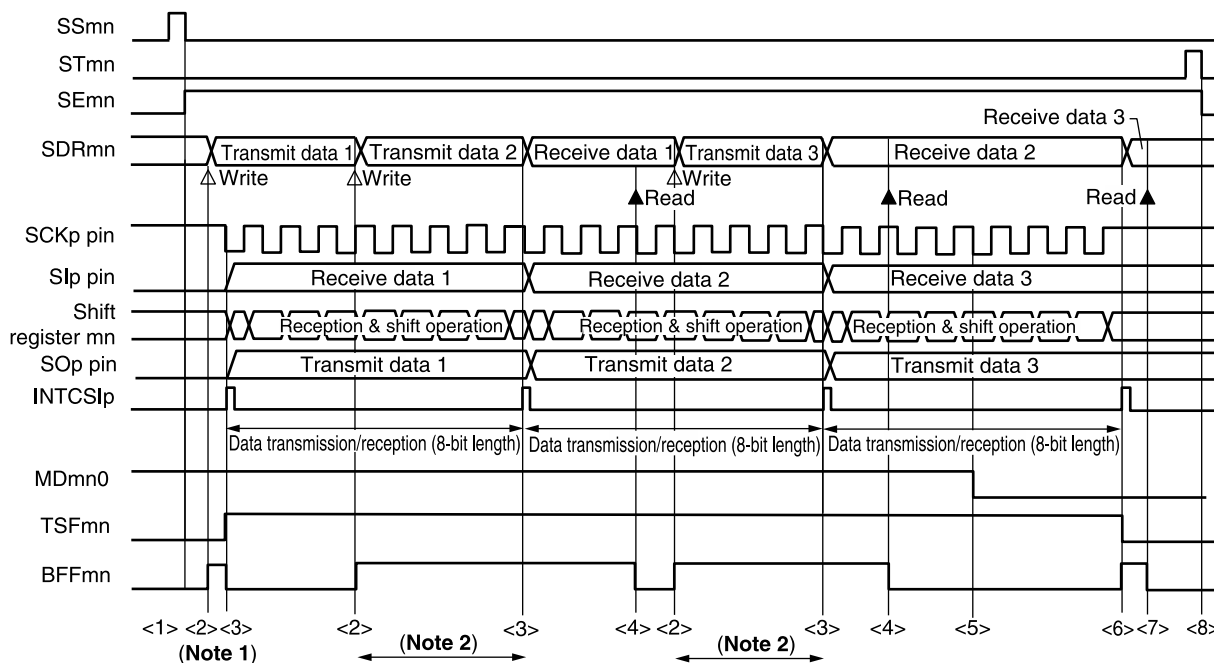 SSmn
STmn
SEmn
Receive data 3
SDRmn Transmit data 1 Transmit data 2 Receive data 1 Transmit data 3 Receive data 2
Write Write Write
Read Read Read
SCKp pin
SIp pin Receive data 1 Receive data 2 Receive data 3
Shift
register mn Reception & shift operation Reception & shift operation Reception & shift operation
SOp pin Transmit data 1 Transmit data 2 Transmit data 3
INTCSIp
Data transmission/reception (8-bit length) Data transmission/reception (8-bit length) Data transmission/reception (8-bit length)
MDmn0
TSFmn
BFFmn
<1> <2> <3> <2> <3> <4> <2> <3> <4> <5> <6> <7> <8>
(Note 1) (Note 2) (Note 2)